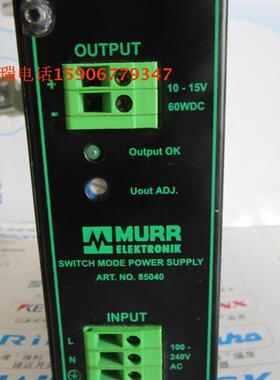 OUTPUT
瑞电话15906779347
+
10 - 15V
-
60WDC
Output OK
Uout ADJ.
MURR
ELEKTRONIK
SWITCH MODE POWER SUPPLY
ART. NO. 85040
INPUT
L
100 -
N
240V
AC